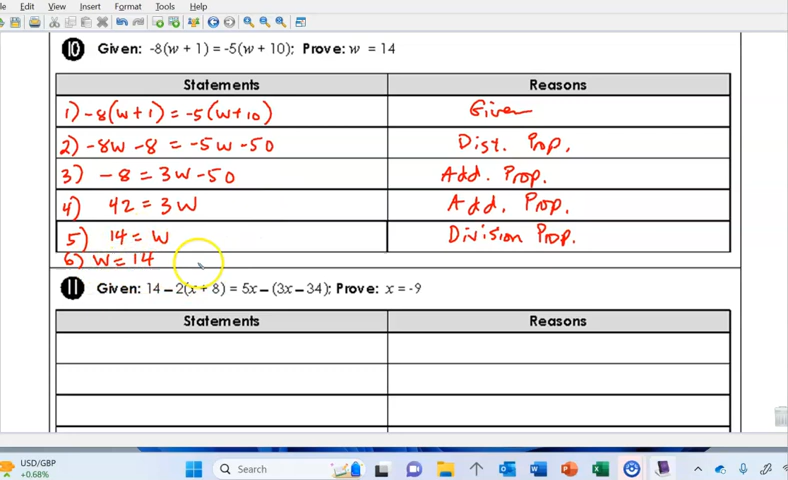 File Edit View Insert Format Tools Help
10 Given: -8(w + 1) = -5(w + 10); Prove: w = 14
Statements Reasons
1) -8(w+1) = -5(w+10) Given
2) -8w -8 = -5w -50 Dist. Prop.
3) -8 = 3w -50 Add. Prop.
4) 42 = 3w Add. Prop.
5) 14 = w Division Prop.
6) w = 14
11 Given: 14 – 2(x + 8) = 5x – (3x – 34); Prove: x = -9
Statements Reasons
USD/GBP
+0.68%
Search